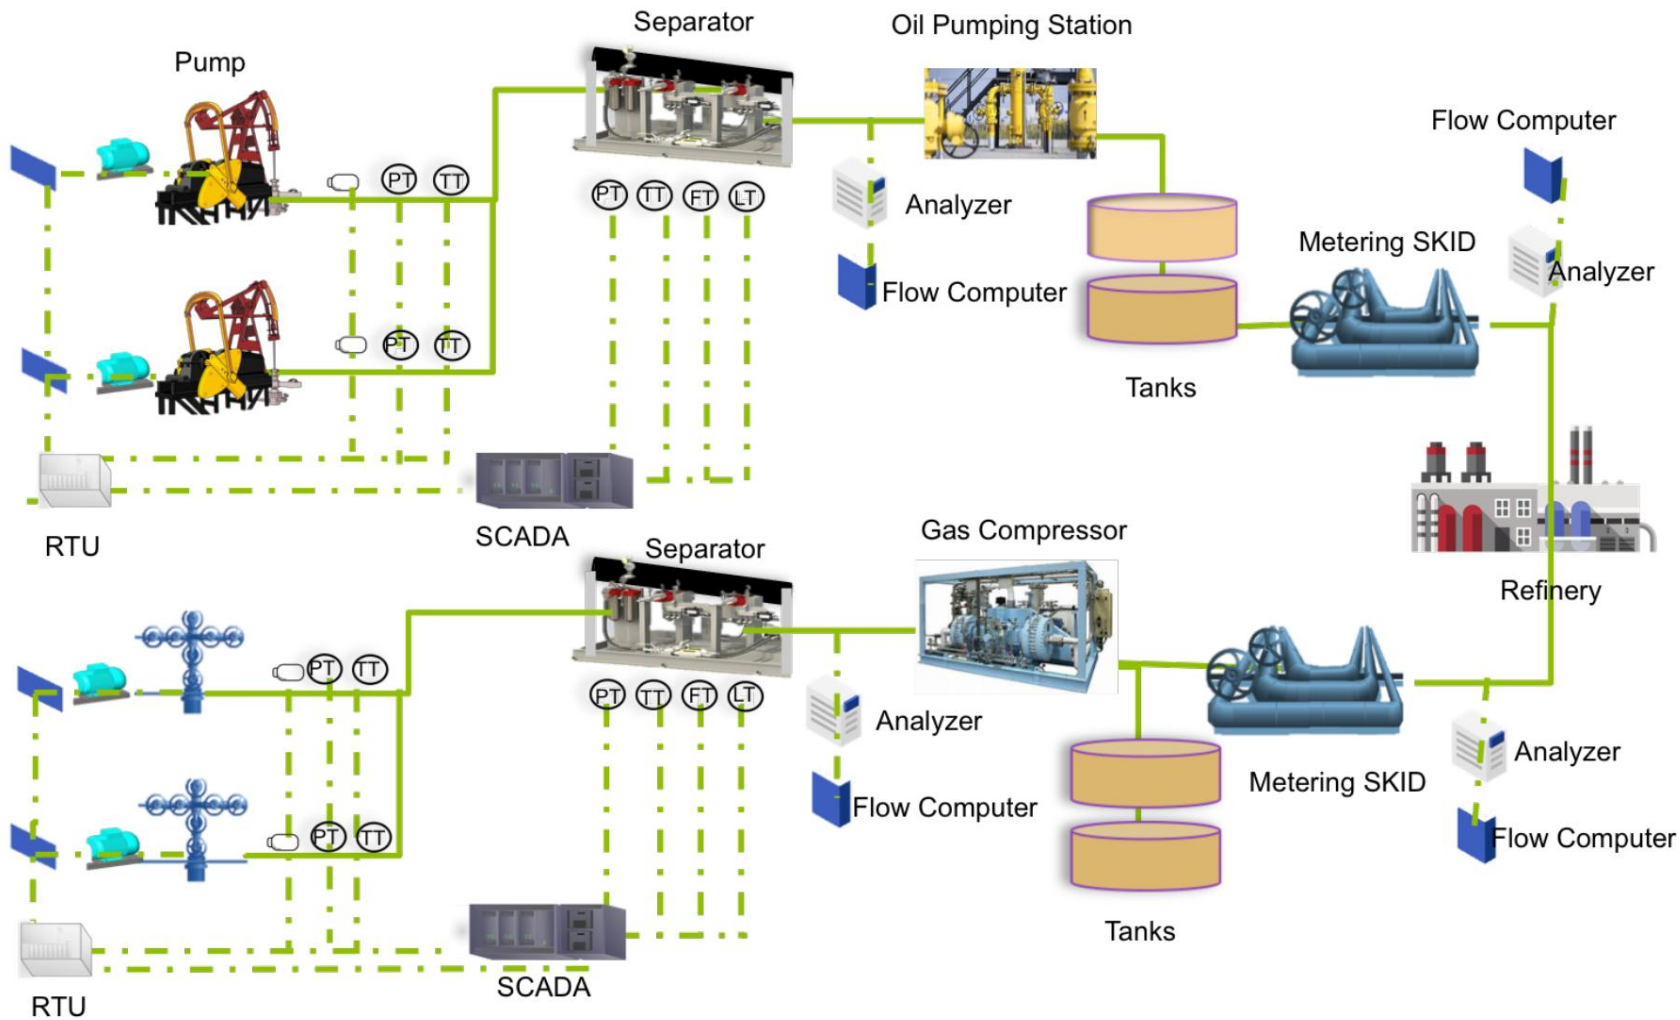 Separator
Oil Pumping Station
Pump
Flow Computer
PT
TT
PT
TT
FT
LT
Analyzer
Metering SKID
Analyzer
Flow Computer
PT
TT
Tanks
RTU
SCADA
Separator
Gas Compressor
Refinery
PT
TT
PT
TT
FT
LT
Analyzer
Analyzer
Metering SKID
Flow Computer
PT
TT
Flow Computer
Tanks
SCADA
RTU